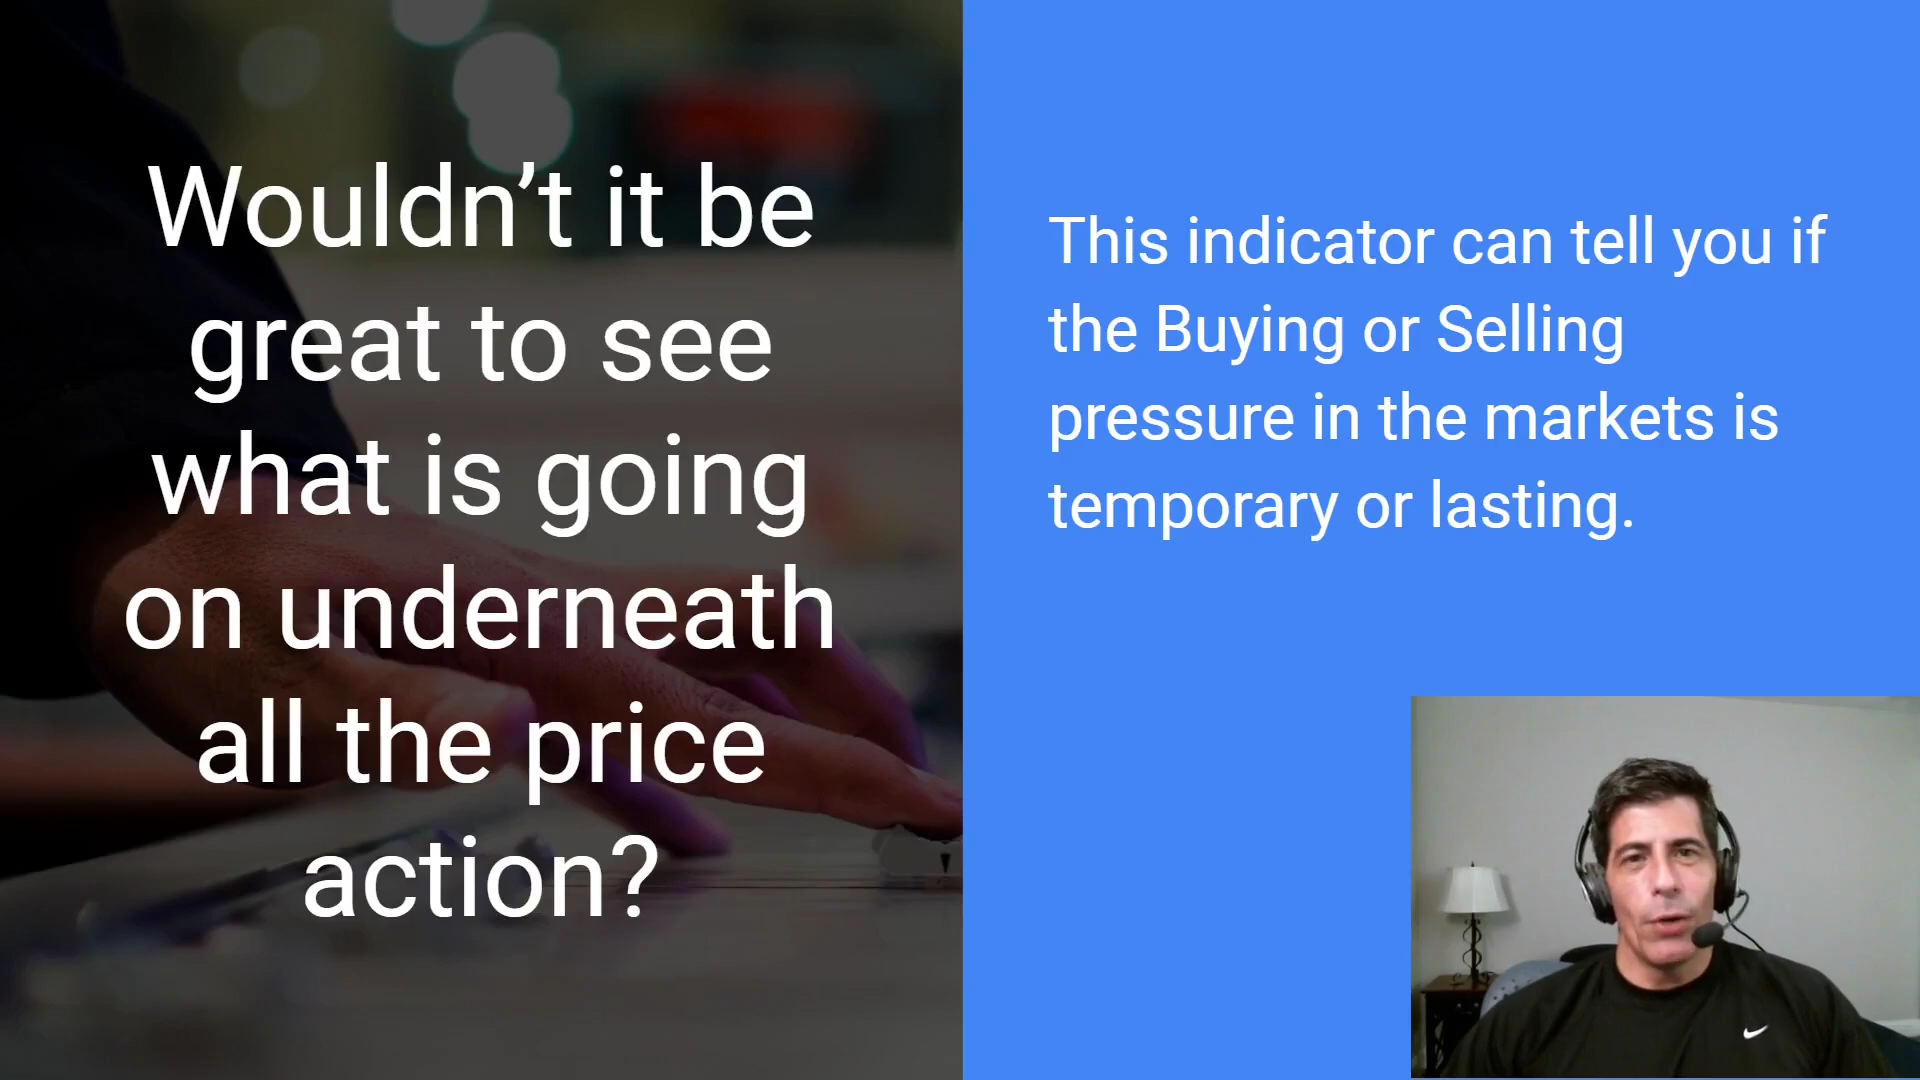 Wouldn’t it be
great to see
what is going
on underneath
all the price
action?
This indicator can tell you if
the Buying or Selling
pressure in the markets is
temporary or lasting.